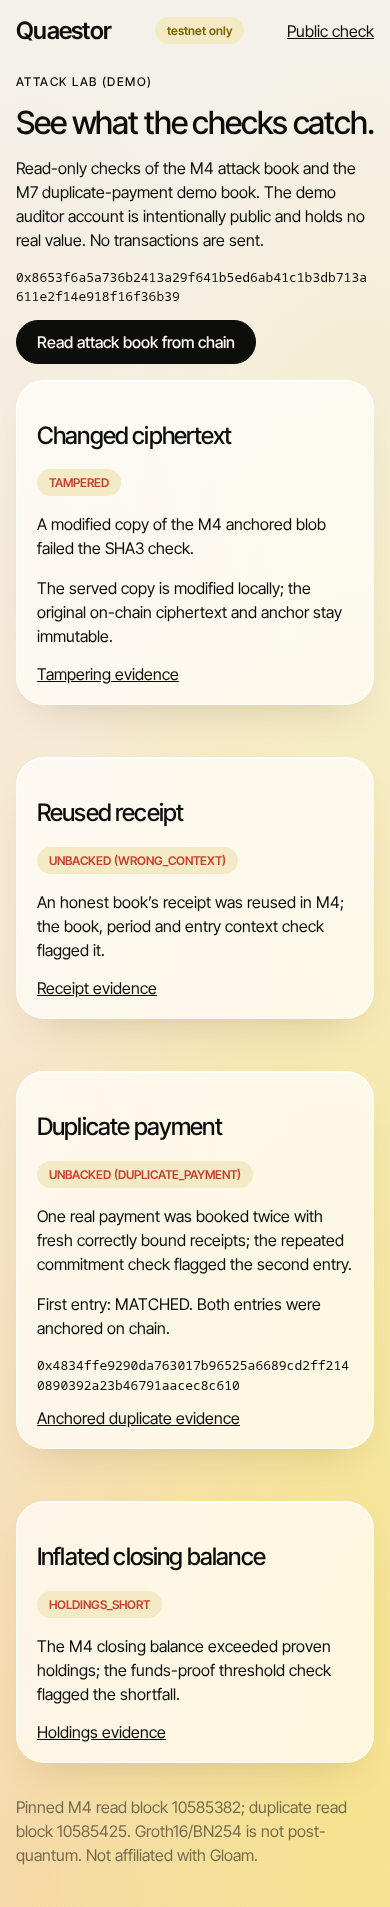 Quaestor
testnet only
Public check
ATTACK LAB (DEMO)
See what the checks catch.
Read-only checks of the M4 attack book and the
M7 duplicate-payment demo book. The demo
auditor account is intentionally public and holds no
real value. No transactions are sent.
0x8653f6a5a736b2413a29f641b5ed6ab41c1b3db713a
611e2f14e918f16f36b39
Read attack book from chain
Changed ciphertext
TAMPERED
A modified copy of the M4 anchored blob
failed the SHA3 check.
The served copy is modified locally; the
original on-chain ciphertext and anchor stay
immutable.
Tampering evidence
Reused receipt
UNBACKED (WRONG_CONTEXT)
An honest book’s receipt was reused in M4;
the book, period and entry context check
flagged it.
Receipt evidence
Duplicate payment
UNBACKED (DUPLICATE_PAYMENT)
One real payment was booked twice with
fresh correctly bound receipts; the repeated
commitment check flagged the second entry.
First entry: MATCHED. Both entries were
anchored on chain.
0x4834ffe9290da763017b96525a6689cd2ff214
0890392a23b46791aacec8c610
Anchored duplicate evidence
Inflated closing balance
HOLDINGS_SHORT
The M4 closing balance exceeded proven
holdings; the funds-proof threshold check
flagged the shortfall.
Holdings evidence
Pinned M4 read block 10585382; duplicate read
block 10585425. Groth16/BN254 is not post-
quantum. Not affiliated with Gloam.